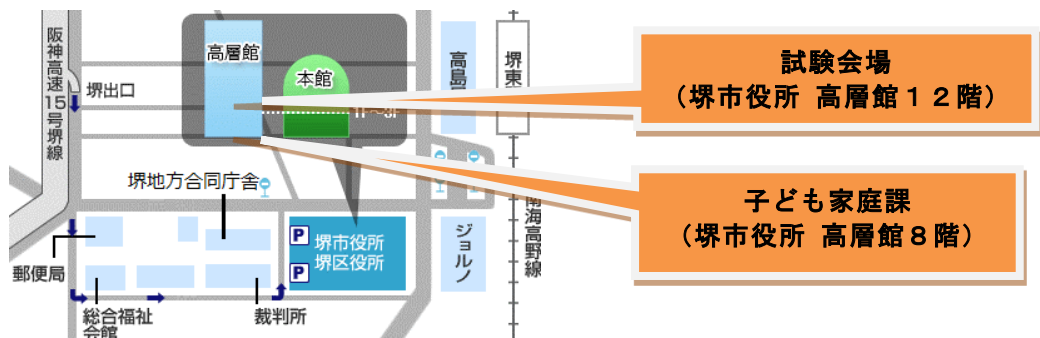 阪神高速15号堺線
堺出口
高層館
本館
1F～3F
高島
堺東
試験会場
（堺市役所 高層館１２階）
堺地方合同庁舎
子ども家庭課
（堺市役所 高層館８階）
南海高野線
ジョルノ
P
堺市役所
堺区役所
P
郵便局
総合福祉
会館
裁判所